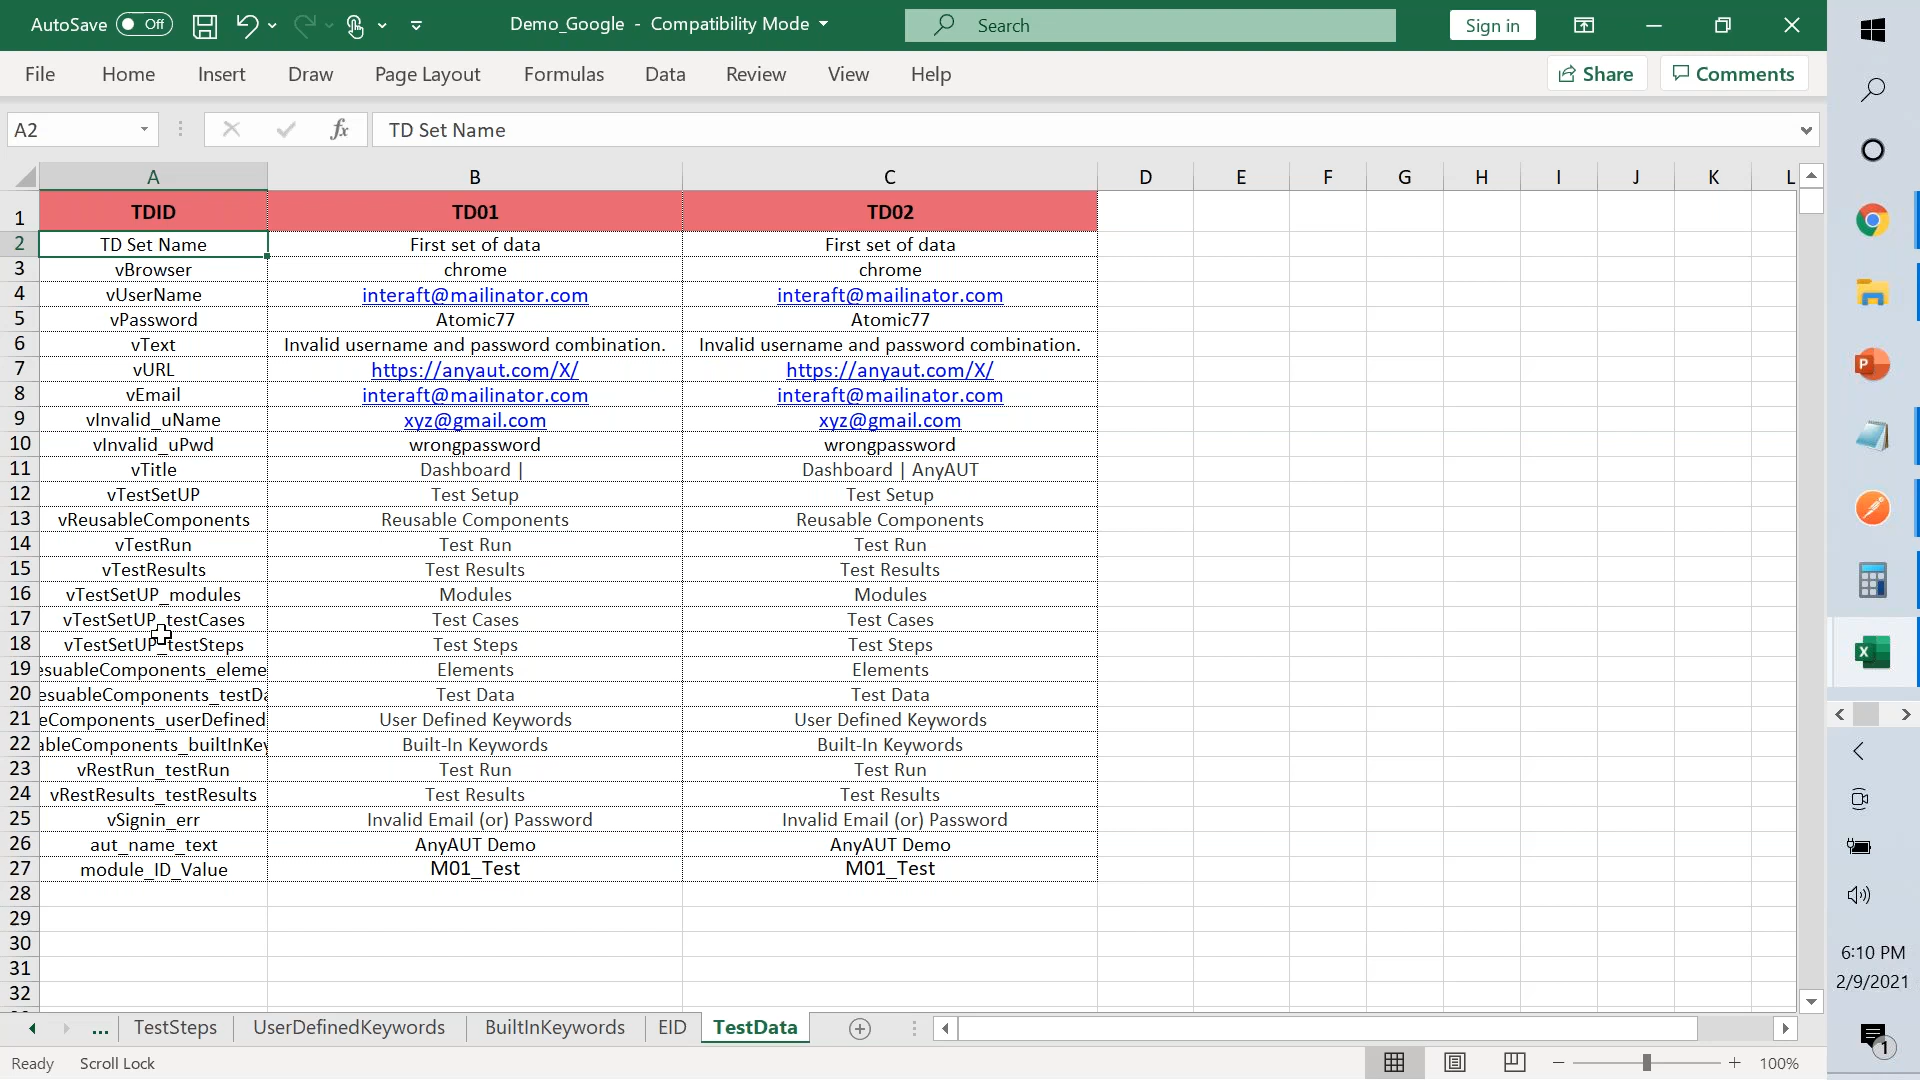 AutoSave Off Demo_Google - Compatibility Mode Search Sign in
File Home Insert Draw Page Layout Formulas Data Review View Help Share Comments
A2 fx TD Set Name
A B C D E F G H I J K L
1 TDID TD01 TD02
2 TD Set Name First set of data First set of data
3 vBrowser chrome chrome
4 vUserName interaft@mailinator.com interaft@mailinator.com
5 vPassword Atomic77 Atomic77
6 vText Invalid username and password combination. Invalid username and password combination.
7 vURL https://anyaut.com/X/ https://anyaut.com/X/
8 vEmail interaft@mailinator.com interaft@mailinator.com
9 vInvalid_uName xyz@gmail.com xyz@gmail.com
10 vInvalid_uPwd wrongpassword wrongpassword
11 vTitle Dashboard | Dashboard | AnyAUT
12 vTestSetUP Test Setup Test Setup
13 vReusableComponents Reusable Components Reusable Components
14 vTestRun Test Run Test Run
15 vTestResults Test Results Test Results
16 vTestSetUP_modules Modules Modules
17 vTestSetUP_testCases Test Cases Test Cases
18 vTestSetUP_testSteps Test Steps Test Steps
19 esuableComponents_eleme Elements Elements
20 esuableComponents_testDa Test Data Test Data
21 eComponents_userDefined User Defined Keywords User Defined Keywords
22 ableComponents_builtInKey Built-In Keywords Built-In Keywords
23 vRestRun_testRun Test Run Test Run
24 vRestResults_testResults Test Results Test Results
25 vSignin_err Invalid Email (or) Password Invalid Email (or) Password
26 aut_name_text AnyAUT Demo AnyAUT Demo
27 module_ID_Value M01_Test M01_Test
28
29
30
31
32
... TestSteps UserDefinedKeywords BuiltInKeywords EID TestData
Ready Scroll Lock 100%
6:10 PM
2/9/2021
1